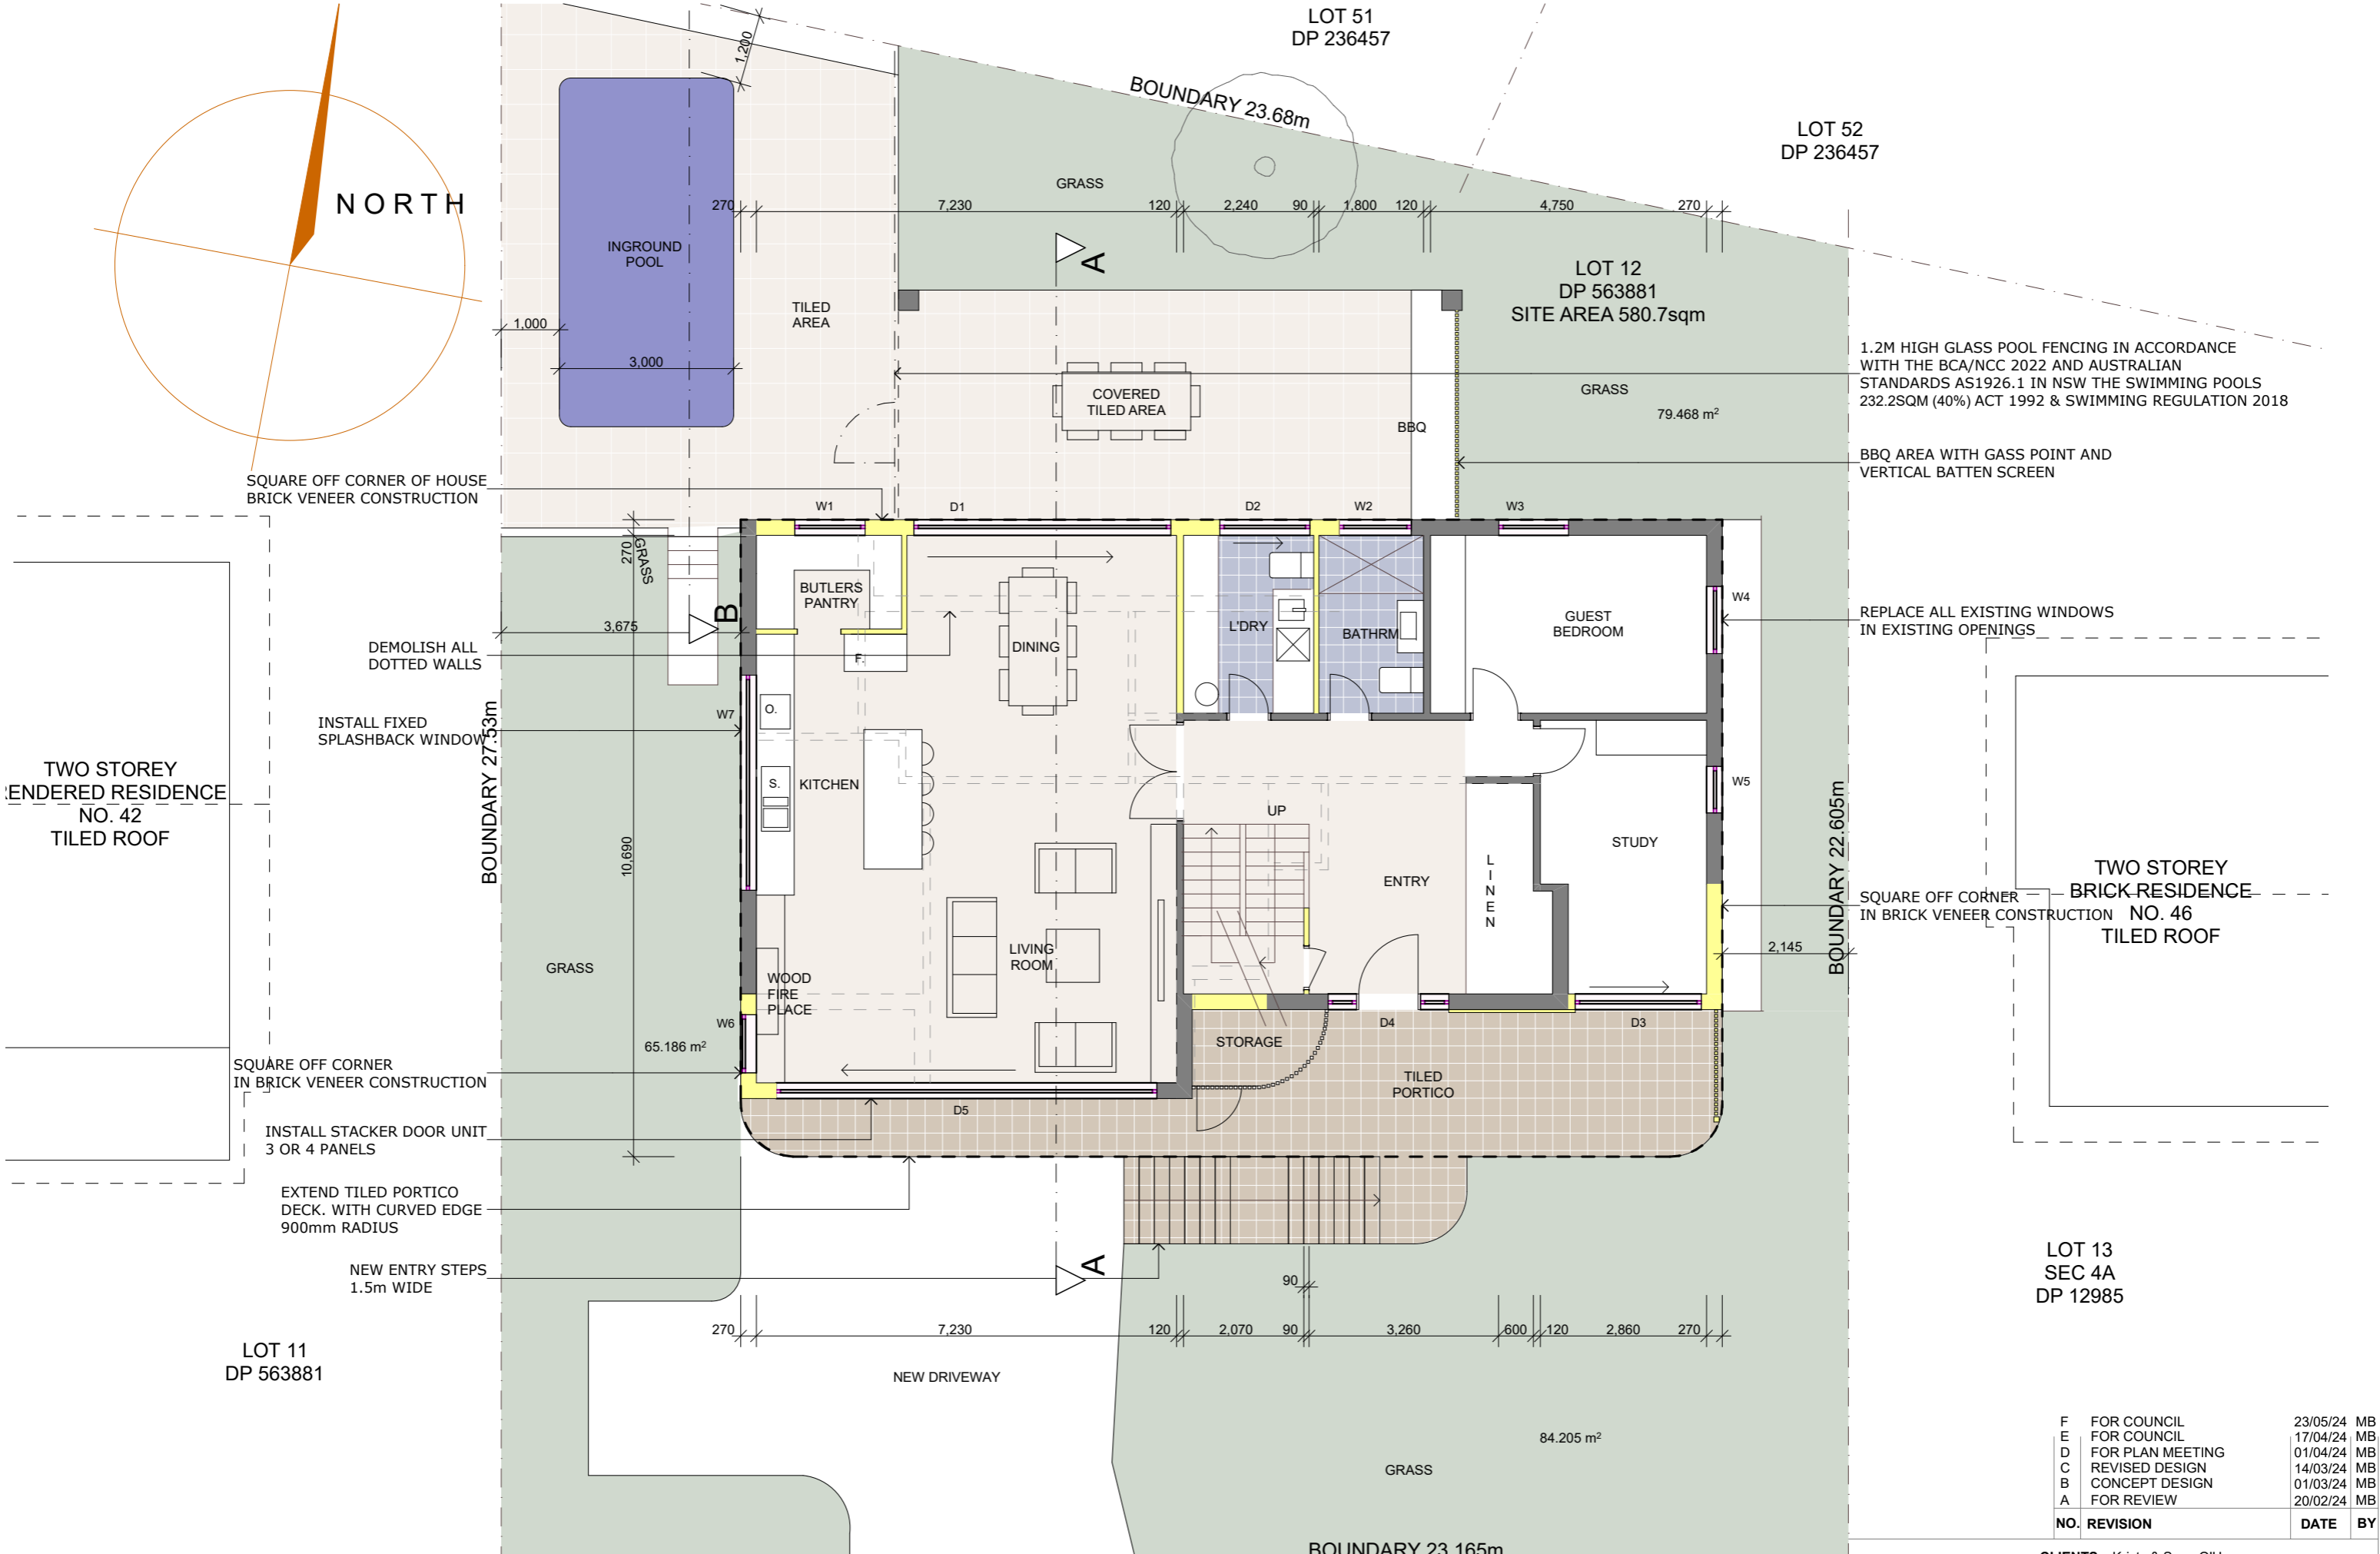 LOT 51
DP 236457
1,200
BOUNDARY 23.68m
LOT 52
DP 236457
NORTH
GRASS
270
7,230
120
2,240
90
1,800
120
4,750
270
INGROUND
POOL
A
LOT 12
DP 563881
SITE AREA 580.7sqm
TILED
AREA
1,000
3,000
1.2M HIGH GLASS POOL FENCING IN ACCORDANCE
WITH THE BCA/NCC 2022 AND AUSTRALIAN
STANDARDS AS1926.1 IN NSW THE SWIMMING POOLS
232.2SQM (40%) ACT 1992 & SWIMMING REGULATION 2018
COVERED
TILED AREA
GRASS
79.468 m²
BBQ
BBQ AREA WITH GASS POINT AND
VERTICAL BATTEN SCREEN
SQUARE OFF CORNER OF HOUSE
BRICK VENEER CONSTRUCTION
W1
D1
D2
W2
W3
270
GRASS
BUTLERS
PANTRY
B
3,675
DINING
L'DRY
BATHRM
GUEST
BEDROOM
W4
REPLACE ALL EXISTING WINDOWS
IN EXISTING OPENINGS
DEMOLISH ALL
DOTTED WALLS
F.
O.
W7
INSTALL FIXED
SPLASHBACK WINDOW
BOUNDARY 27.53m
TWO STOREY
RENDERED RESIDENCE
NO. 42
TILED ROOF
S.
KITCHEN
UP
W5
STUDY
BOUNDARY 22.605m
10,690
ENTRY
LINEN
TWO STOREY
BRICK RESIDENCE
NO. 46
TILED ROOF
SQUARE OFF CORNER
IN BRICK VENEER CONSTRUCTION
2,145
GRASS
LIVING
ROOM
WOOD
FIRE
PLACE
W6
65.186 m²
D4
D3
STORAGE
SQUARE OFF CORNER
IN BRICK VENEER CONSTRUCTION
TILED
PORTICO
D5
INSTALL STACKER DOOR UNIT
3 OR 4 PANELS
EXTEND TILED PORTICO
DECK. WITH CURVED EDGE
900mm RADIUS
NEW ENTRY STEPS
1.5m WIDE
A
90
LOT 13
SEC 4A
DP 12985
270
7,230
120
2,070
90
3,260
600
120
2,860
270
LOT 11
DP 563881
NEW DRIVEWAY
84.205 m²
GRASS
F FOR COUNCIL 23/05/24 MB
E FOR COUNCIL 17/04/24 MB
D FOR PLAN MEETING 01/04/24 MB
C REVISED DESIGN 14/03/24 MB
B CONCEPT DESIGN 01/03/24 MB
A FOR REVIEW 20/02/24 MB
NO. REVISION DATE BY
BOUNDARY 23.165m
CLIENTS